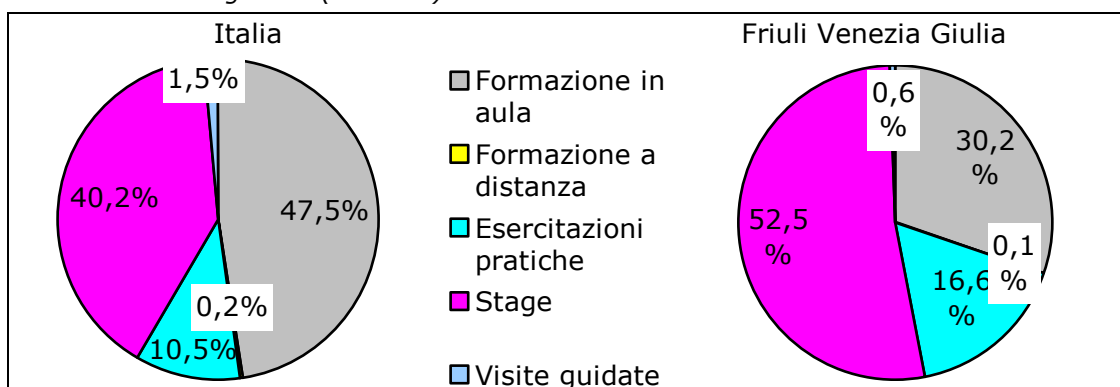 Italia
1,5%
40,2%
47,5%
0,2%
10,5%
Formazione in
aula
Formazione a
distanza
Esercitazioni
pratiche
Stage
Visite guidate
Friuli Venezia Giulia
0,6
%
30,2
%
52,5
%
0,1
%
16,6
%